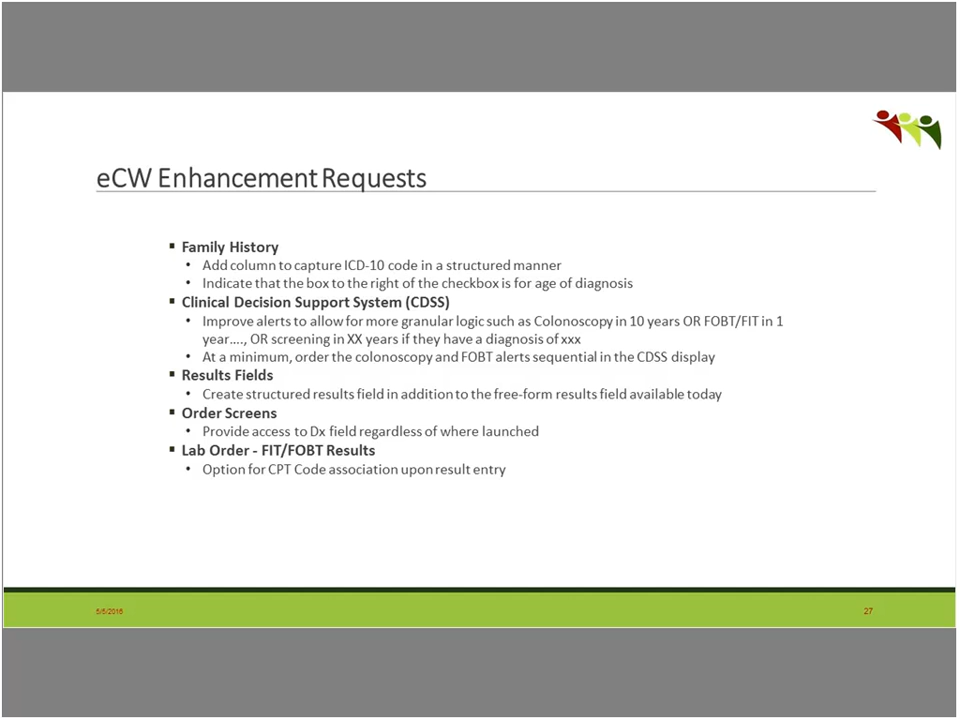 eCW Enhancement Requests
▪ Family History
• Add column to capture ICD-10 code in a structured manner
• Indicate that the box to the right of the checkbox is for age of diagnosis
▪ Clinical Decision Support System (CDSS)
• Improve alerts to allow for more granular logic such as Colonoscopy in 10 years OR FOBT/FIT in 1
year…., OR screening in XX years if they have a diagnosis of xxx
• At a minimum, order the colonoscopy and FOBT alerts sequential in the CDSS display
▪ Results Fields
• Create structured results field in addition to the free-form results field available today
▪ Order Screens
• Provide access to Dx field regardless of where launched
▪ Lab Order - FIT/FOBT Results
• Option for CPT Code association upon result entry
5/5/2016
27